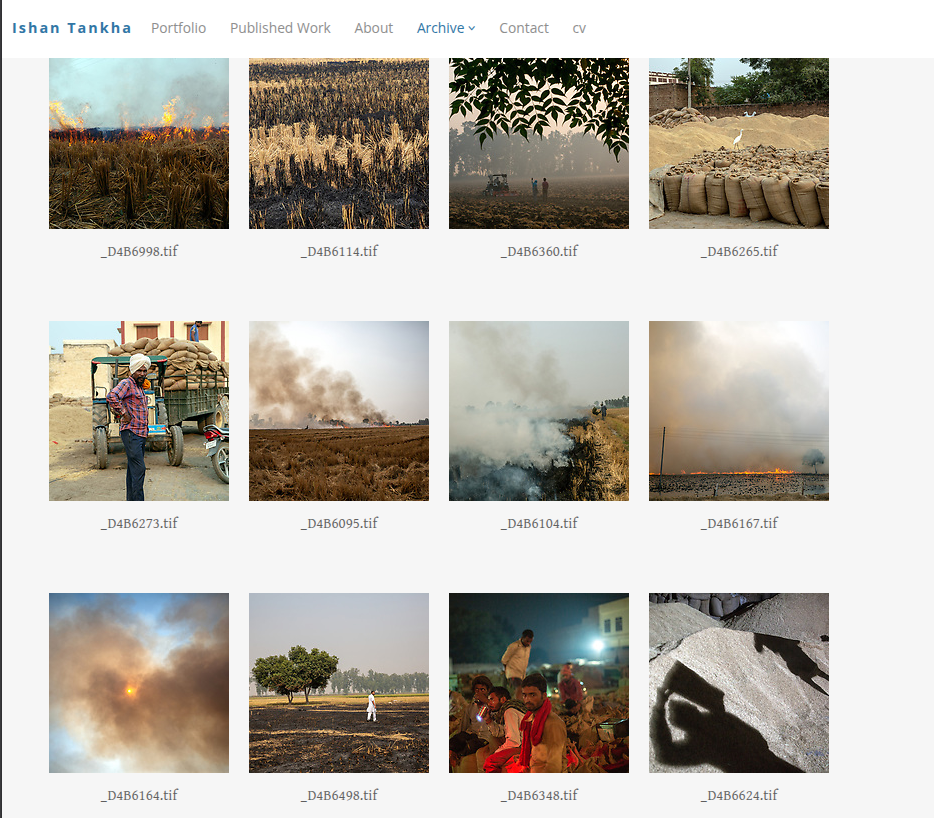 Ishan Tankha Portfolio Published Work About Archive Contact cv
_D4B6998.tif _D4B6114.tif _D4B6360.tif _D4B6265.tif
_D4B6273.tif _D4B6095.tif _D4B6104.tif _D4B6167.tif
_D4B6164.tif _D4B6498.tif _D4B6348.tif _D4B6624.tif